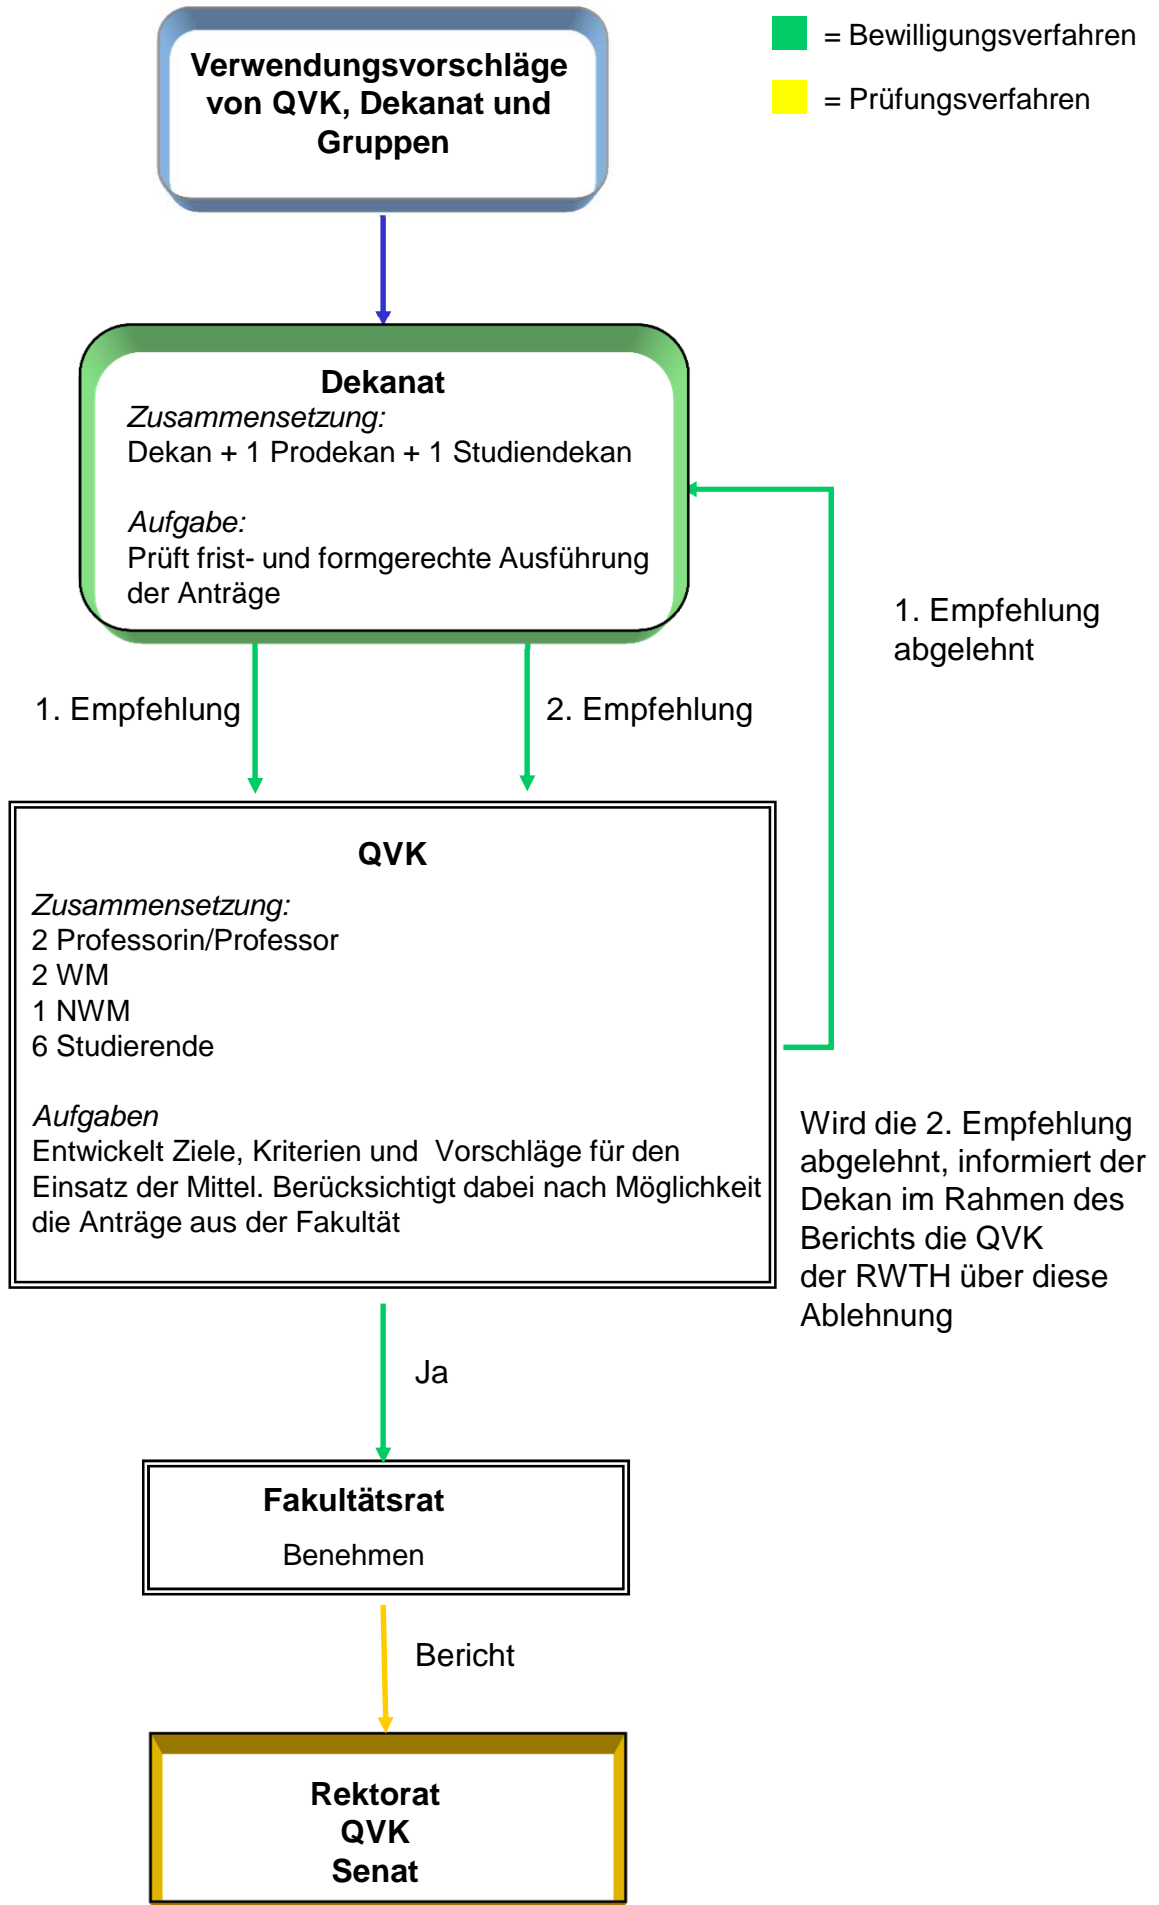 Verwendungsvorschläge
von QVK, Dekanat und
Gruppen
= Bewilligungsverfahren
= Prüfungsverfahren
Dekanat
Zusammensetzung:
Dekan + 1 Prodekan + 1 Studiendekan
Aufgabe:
Prüft frist- und formgerechte Ausführung
der Anträge
1. Empfehlung
abgelehnt
1. Empfehlung
2. Empfehlung
QVK
Zusammensetzung:
2 Professorin/Professor
2 WM
1 NWM
6 Studierende
Aufgaben
Entwickelt Ziele, Kriterien und  Vorschläge für den
Einsatz der Mittel. Berücksichtigt dabei nach Möglichkeit
die Anträge aus der Fakultät
Wird die 2. Empfehlung
abgelehnt, informiert der
Dekan im Rahmen des
Berichts die QVK
der RWTH über diese
Ablehnung
Ja
Fakultätsrat
Benehmen
Bericht
Rektorat
QVK
Senat